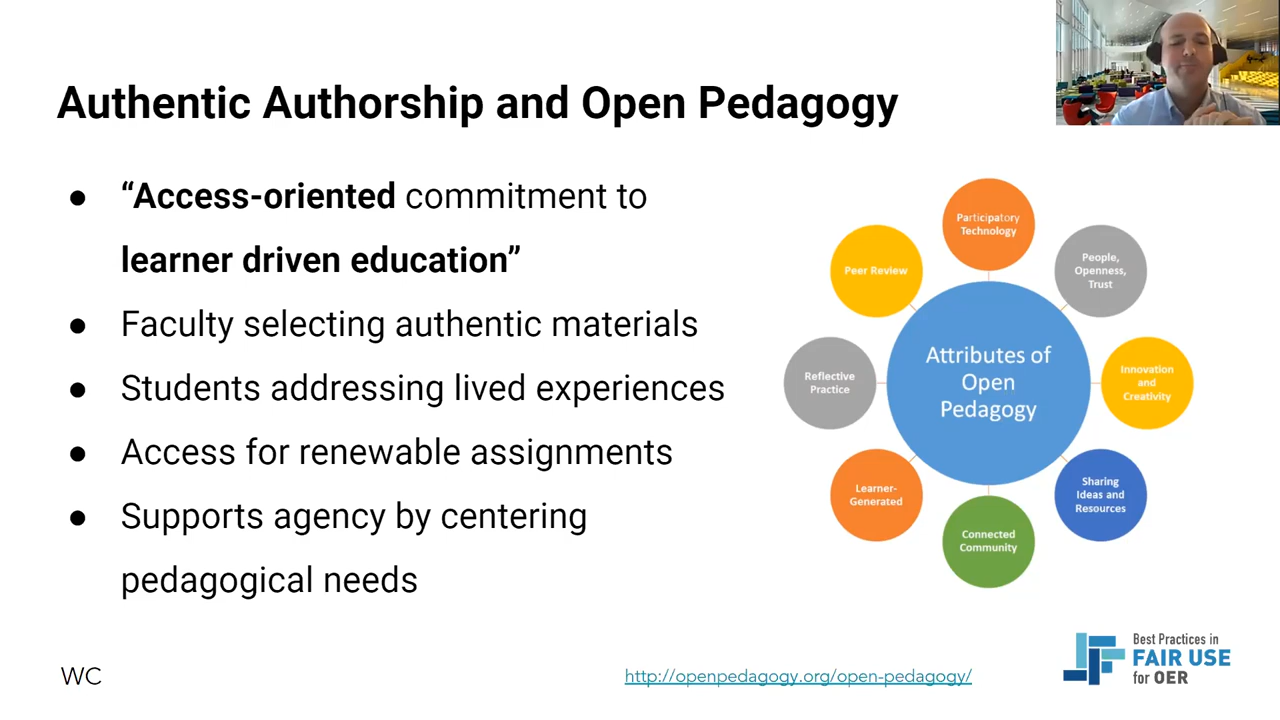 Authentic Authorship and Open Pedagogy
● “Access-oriented commitment to
learner driven education”
● Faculty selecting authentic materials
● Students addressing lived experiences
● Access for renewable assignments
● Supports agency by centering
pedagogical needs
Participatory
Technology
People,
Openness,
Trust
Innovation
and
Creativity
Sharing
Ideas and
Resources
Connected
Community
Learner-
Generated
Reflective
Practice
Peer Review
Attributes of
Open
Pedagogy
WC
http://openpedagogy.org/open-pedagogy/
Best Practices in
FAIR USE
for OER